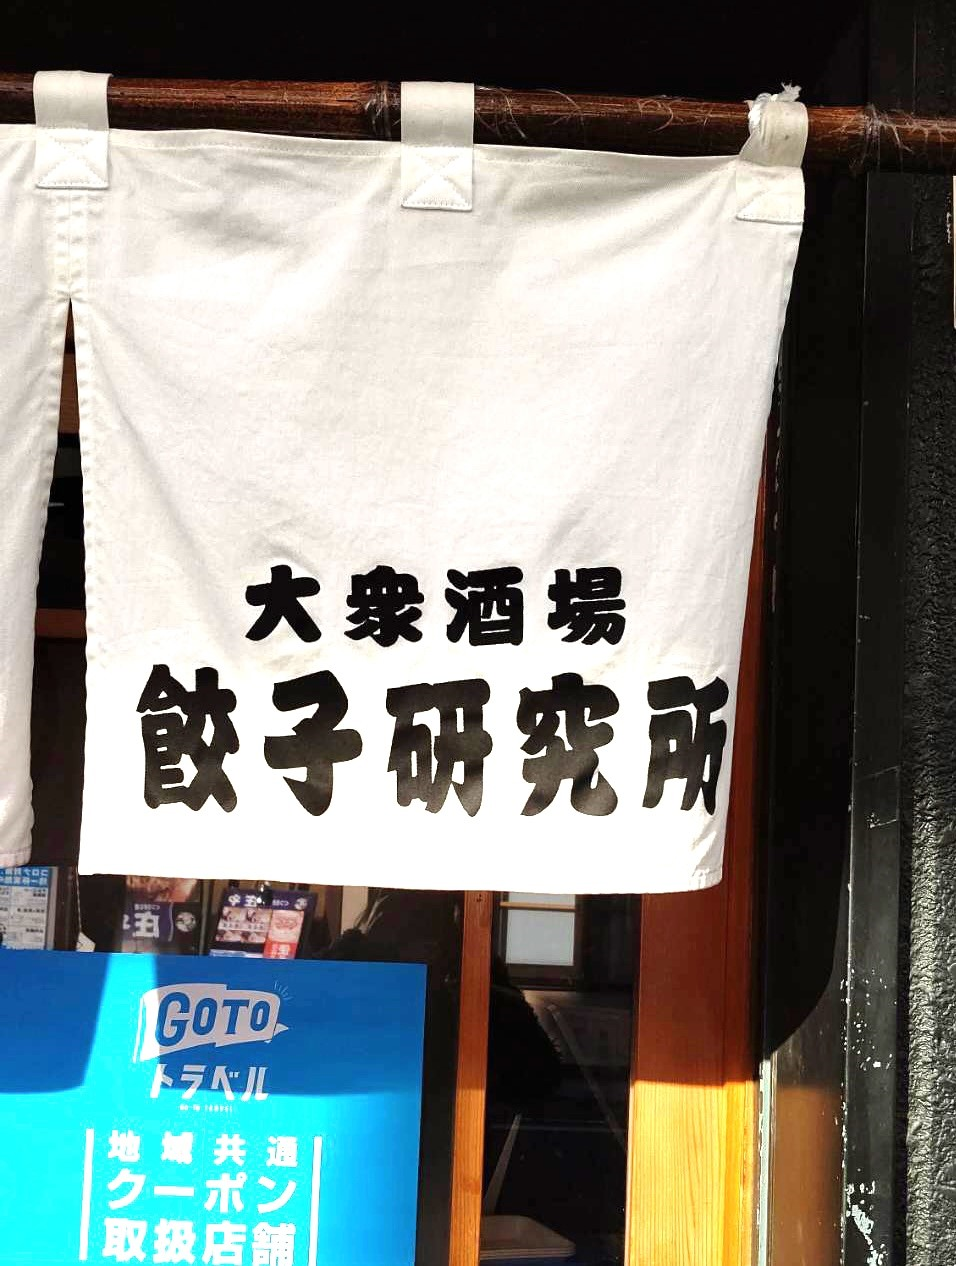 大衆酒場
餃子研究所
GOTO
トラベル
地域共通
クーポン
取扱店舗